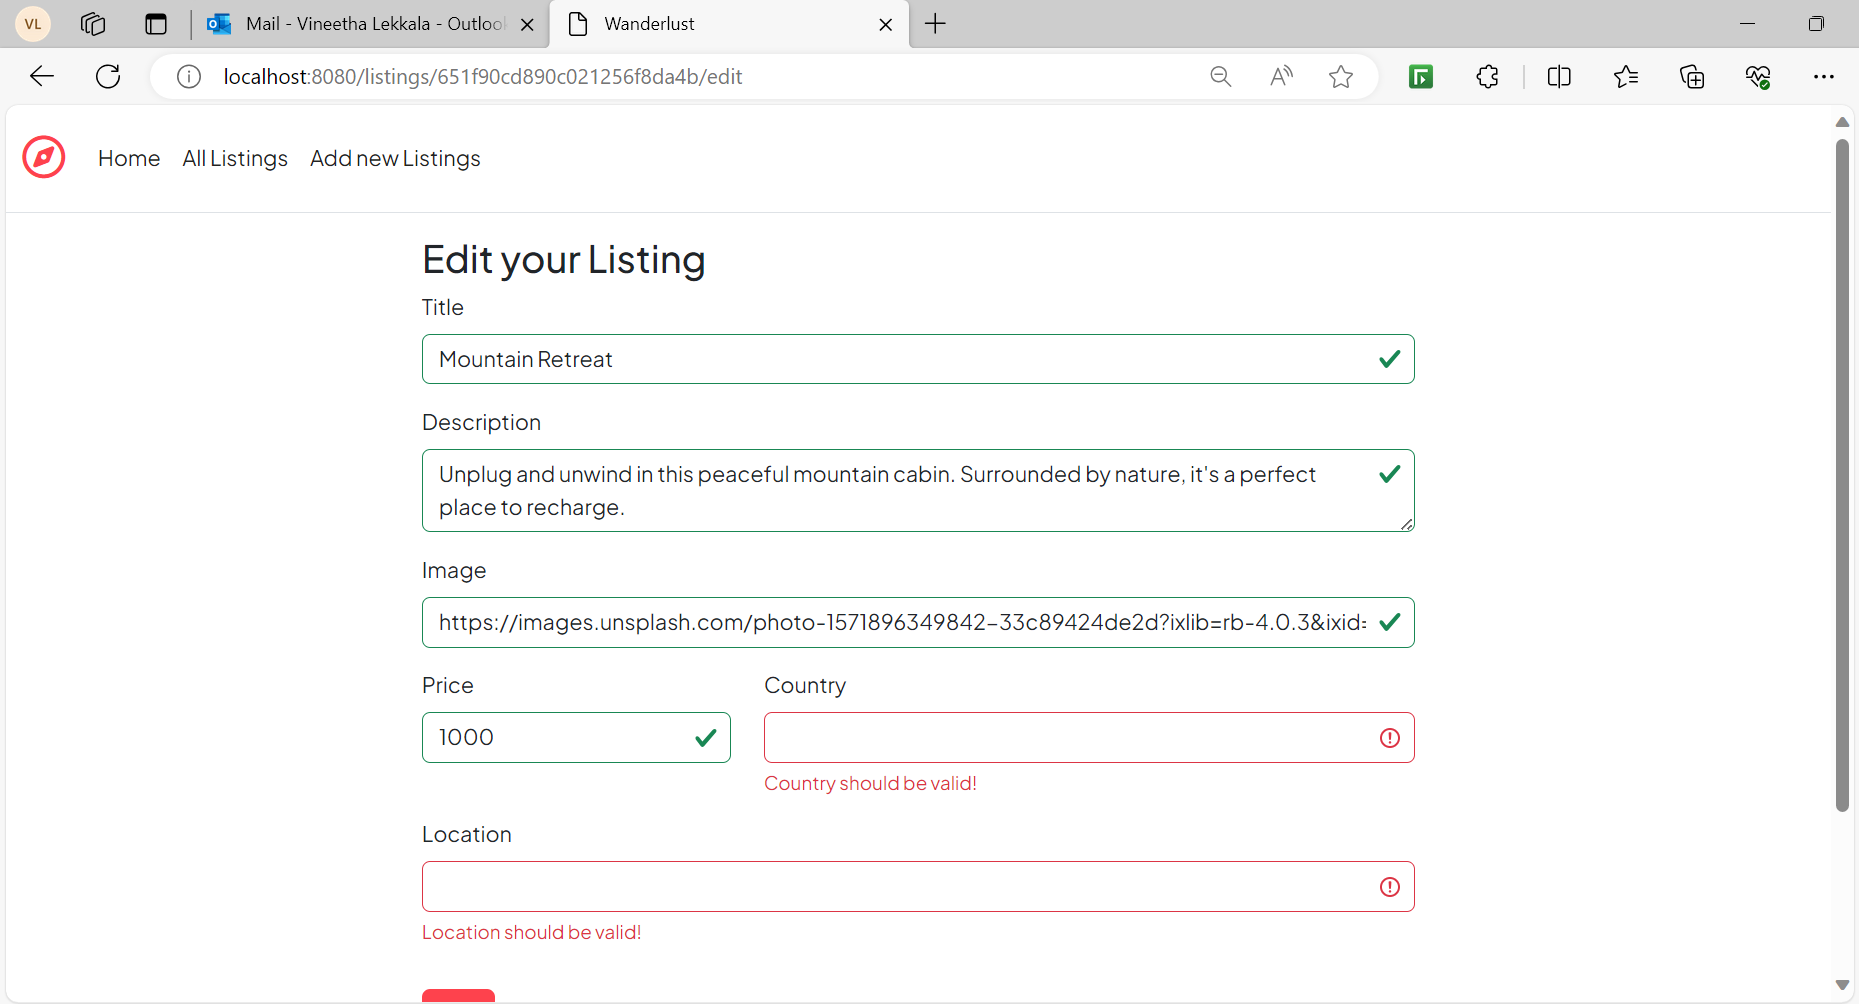 VL
Mail - Vineetha Lekkala - Outloo
Wanderlust
localhost:8080/listings/651f90cd890c021256f8da4b/edit
Home
All Listings
Add new Listings
Edit your Listing
Title
Mountain Retreat
Description
Unplug and unwind in this peaceful mountain cabin. Surrounded by nature, it's a perfect
place to recharge.
Image
https://images.unsplash.com/photo-1571896349842-33c89424de2d?ixlib=rb-4.0.3&ixid=
Price
Country
1000
Country should be valid!
Location
Location should be valid!